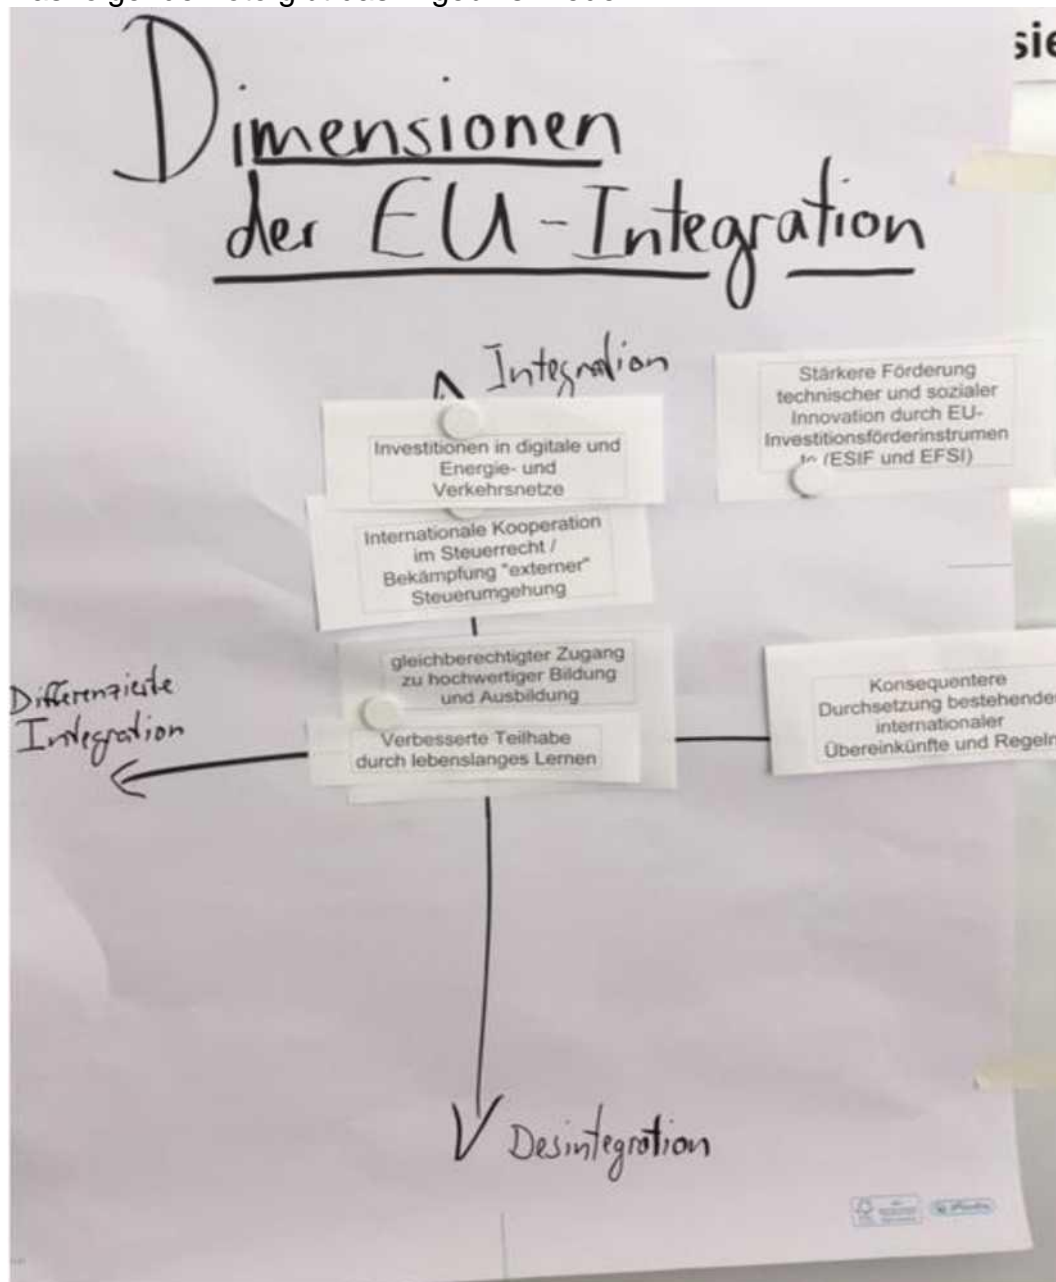 Dimensionen
der EU-Integration
Integration
Stärkere Förderung
technischer und sozialer
Innovation durch EU-
Investitionsförderinstrumen
te (ESIF und EFSI)
Investitionen in digitale und
Energie- und
Verkehrsnetze
Internationale Kooperation
im Steuerrecht /
Bekämpfung "externer"
Steuerumgehung
gleichberechtigter Zugang
zu hochwertiger Bildung
und Ausbildung
Verbesserte Teilhabe
durch lebenslanges Lernen
Differenzierte
Integration
Konsequentere
Durchsetzung bestehende
internationaler
Übereinkünfte und Regeln
Desintegration
sie